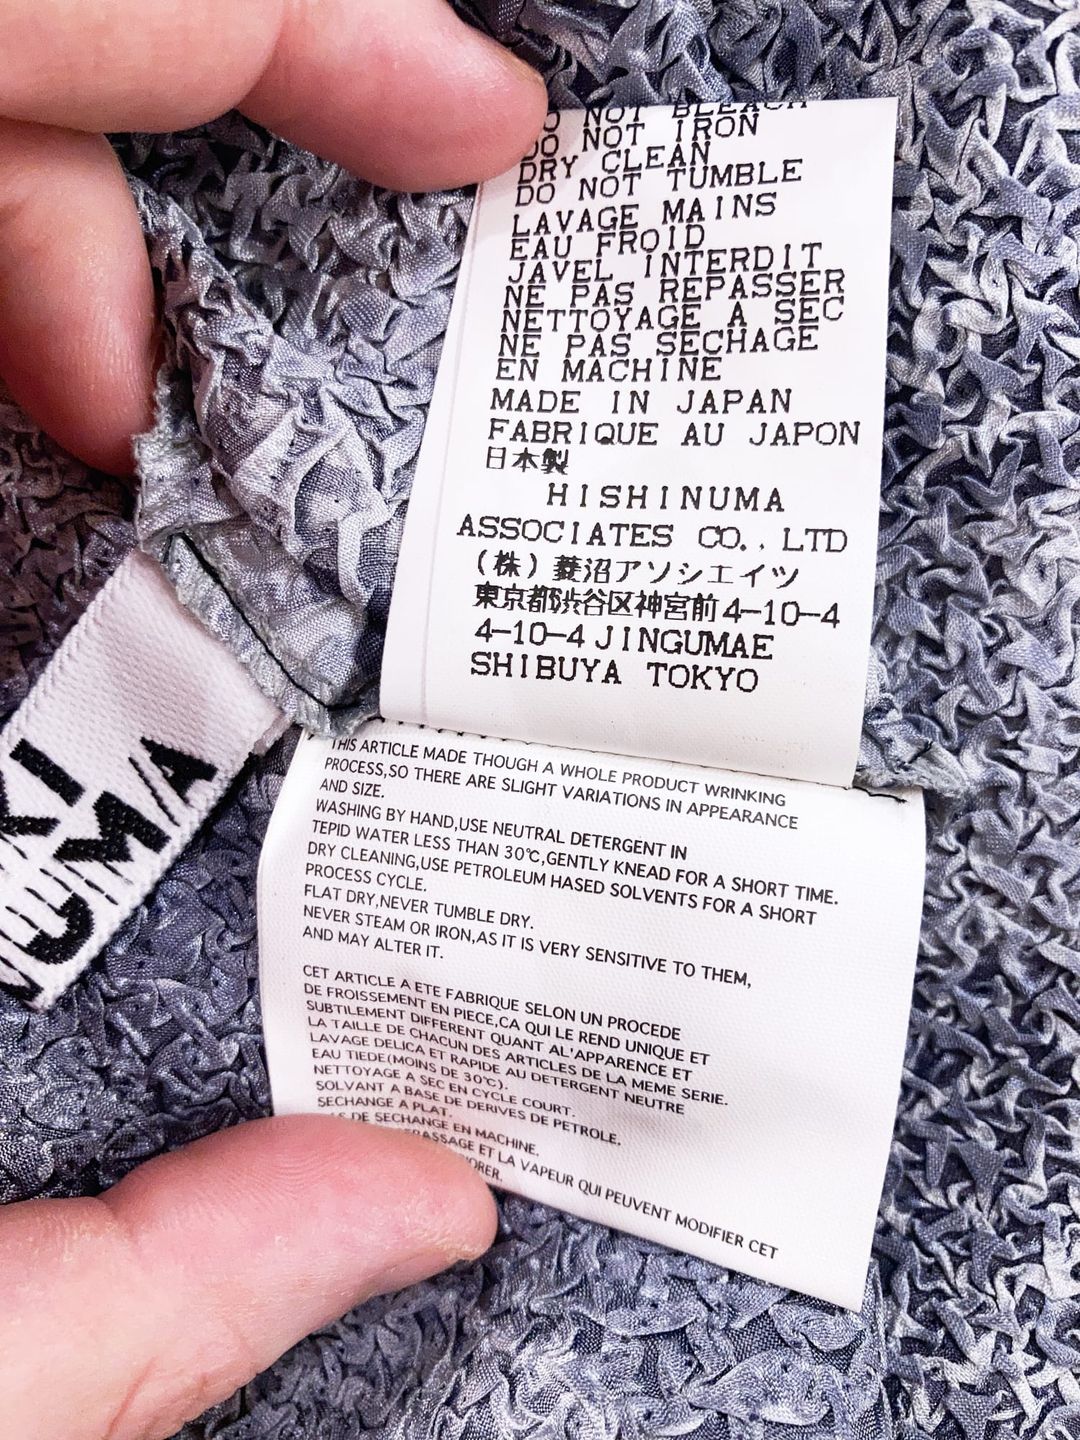 DO NOT BLEACH
DO NOT IRON
DRY CLEAN
DO NOT TUMBLE
LAVAGE MAINS
EAU FROID
JAVEL INTERDIT
NE PAS REPASSER
NETTOYAGE A SEC
NE PAS SECHAGE
EN MACHINE
MADE IN JAPAN
FABRIQUE AU JAPON
日本製
HISHINUMA
ASSOCIATES CO., LTD
(株)菱沼アソシエイツ
東京都渋谷区神宮前4-10-4
4-10-4 JINGUMAE
SHIBUYA TOKYO
THIS ARTICLE MADE THOUGH A WHOLE PRODUCT WRINKING
PROCESS,SO THERE ARE SLIGHT VARIATIONS IN APPEARANCE
AND SIZE.
WASHING BY HAND,USE NEUTRAL DETERGENT IN
TEPID WATER LESS THAN 30℃,GENTLY KNEAD FOR A SHORT TIME.
DRY CLEANING,USE PETROLEUM HASED SOLVENTS FOR A SHORT
PROCESS CYCLE.
FLAT DRY,NEVER TUMBLE DRY.
NEVER STEAM OR IRON,AS IT IS VERY SENSITIVE TO THEM,
AND MAY ALTER IT.
CET ARTICLE A ETE FABRIQUE SELON UN PROCEDE
DE FROISSEMENT EN PIECE,CA QUI LE REND UNIQUE ET
SUBTILEMENT DIFFERENT QUANT AL'APPARENCE ET
LA TAILLE DE CHACUN DES ARTICLES DE LA MEME SERIE.
LAVAGE DELICA ET RAPIDE AU DETERGENT NEUTRE
EAU TIEDE(MOINS DE 30℃).
NETTOYAGE A SEC EN CYCLE COURT.
SOLVANT A BASE DE DERIVES DE PETROLE,
SECHANGE A PLAT.
DE SECHANGE EN MACHINE.
ET LA VAPEUR QUI PEUVENT MODIFIER CET